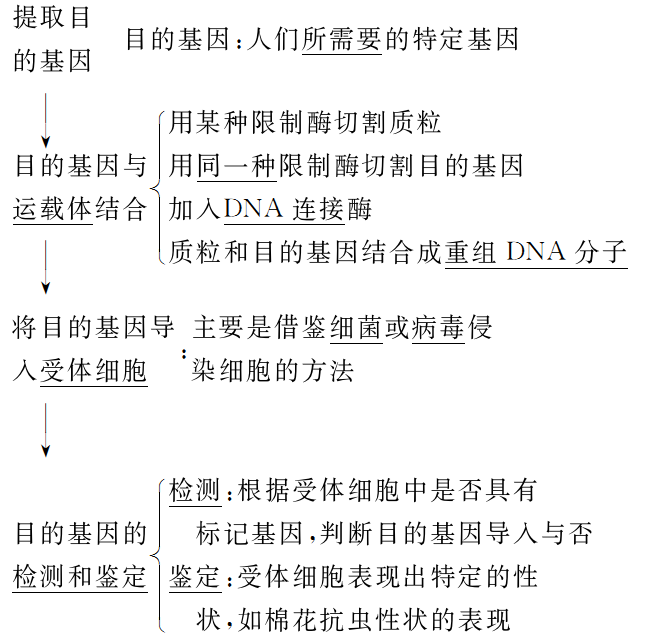 提取目
的基因
目的基因:人们所需要的特定基因
目的基因与
运载体结合
用某种限制酶切割质粒
用同一种限制酶切割目的基因
加入DNA 连接酶
质粒和目的基因结合成重组 DNA 分子
将目的基因导
入受体细胞
:
主要是借鉴细菌或病毒侵
染细胞的方法
目的基因的
检测和鉴定
检测:根据受体细胞中是否具有
标记基因,判断目的基因导入与否
鉴定:受体细胞表现出特定的性
状,如棉花抗虫性状的表现